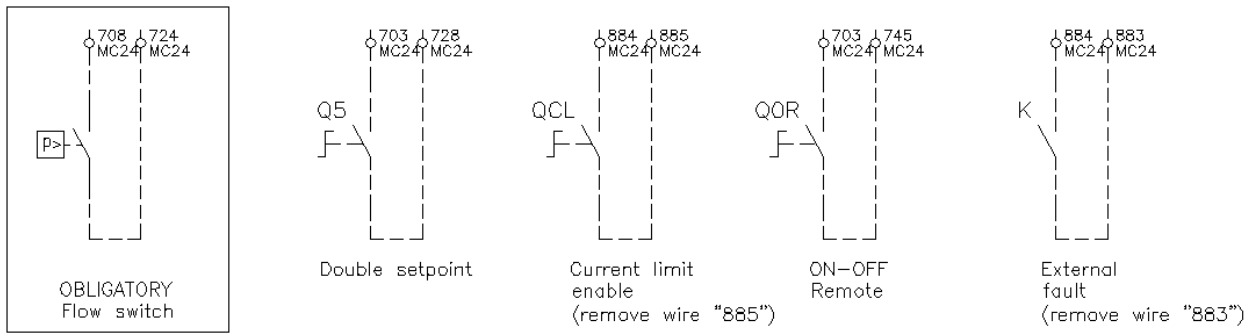 708 724
MC24 MC24
P>
OBLIGATORY
Flow switch
703 728
MC24 MC24
Q5
Double setpoint
884 885
MC24 MC24
QCL
Current limit
enable
(remove wire "885")
703 745
MC24 MC24
QOR
ON-OFF
Remote
884 883
MC24 MC24
K
External
fault
(remove wire "883")